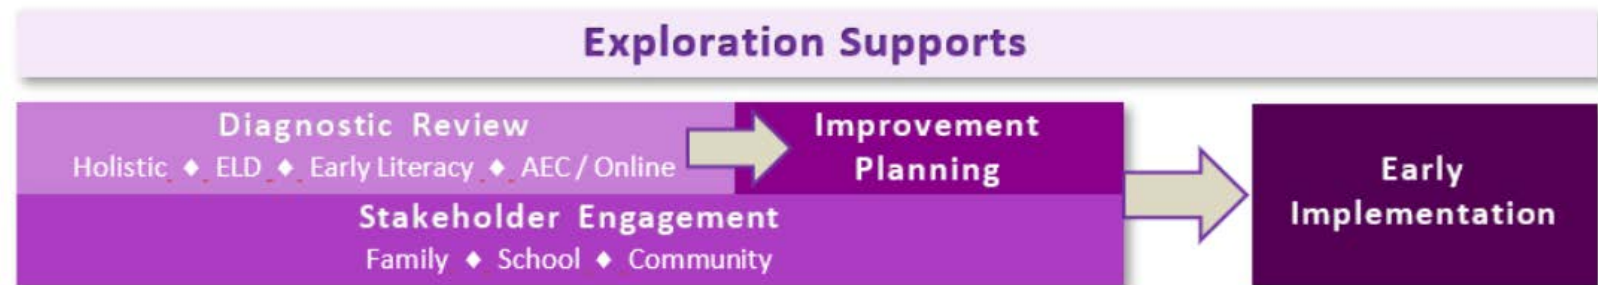 Exploration Supports
Diagnostic Review
Holistic ♦ ELD ♦ Early Literacy ♦ AEC / Online
Improvement
Planning
Stakeholder Engagement
Family ♦ School ♦ Community
Early
Implementation